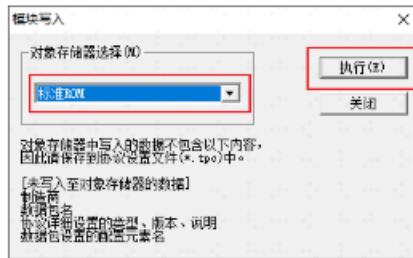 模块写入
对象存储器选择(M)
标准ROM
执行(E)
关闭
对象存储器中写入的数据不包含以下内容,
因此请保存到协议设置文件(*.tpo)中。
[未写入至对象存储器的数据]
制造商
数据包名
协议详细设置的类型、版本、说明
数据包设置的配置元素名